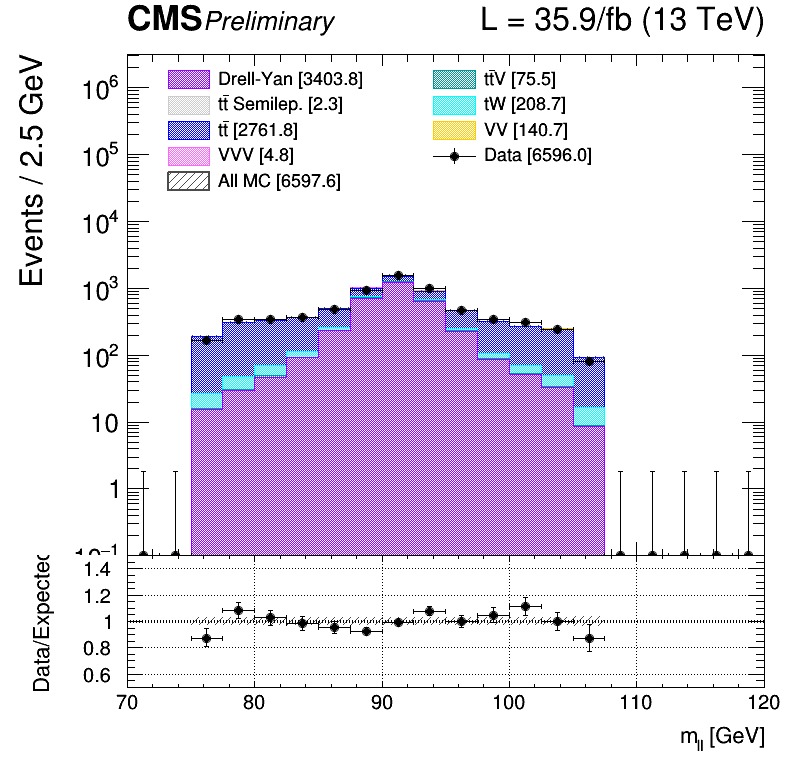 CMS Preliminary L = 35.9/fb (13 TeV)
Events / 2.5 GeV
Drell-Yan [3403.8]
tt̄ Semilep. [2.3]
tt̄ [2761.8]
VVV [4.8]
All MC [6597.6]
tt̄V [75.5]
tW [208.7]
VV [140.7]
Data [6596.0]
10⁶
10⁵
10⁴
10³
10²
10
1
10⁻¹
Data/Expected
1.4
1.2
1
0.8
0.6
70 80 90 100 110 120
m_ll [GeV]